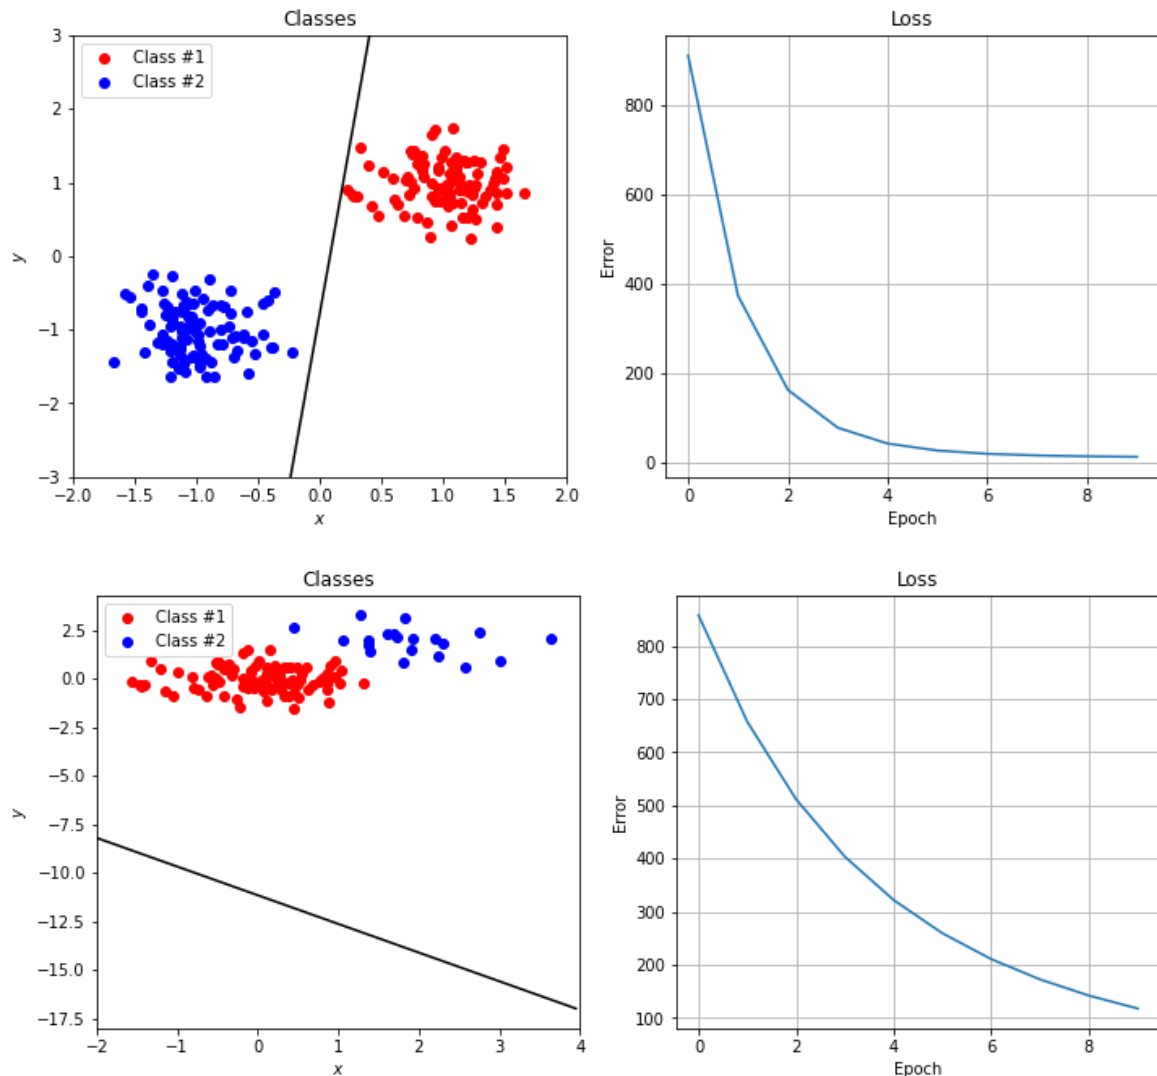 Classes
Class #1
Class #2
3
2
1
0
−1
−2
−3
y
−2.0 −1.5 −1.0 −0.5 0.0 0.5 1.0 1.5 2.0
x
Loss
800
600
400
200
0
Error
0 2 4 6 8
Epoch
Classes
Class #1
Class #2
2.5
0.0
−2.5
−5.0
−7.5
−10.0
−12.5
−15.0
−17.5
y
−2 −1 0 1 2 3 4
x
Loss
800
700
600
500
400
300
200
100
Error
0 2 4 6 8
Epoch